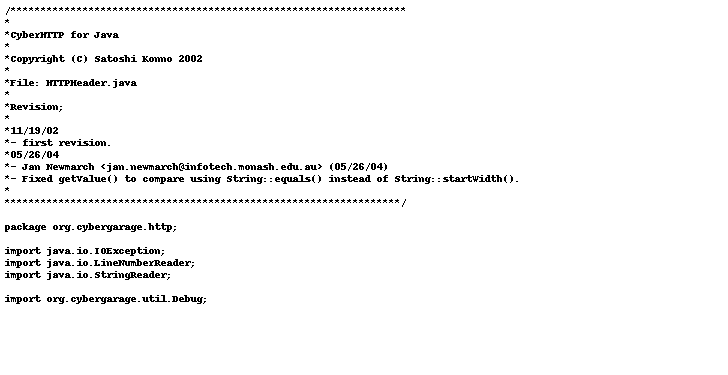 /******************************************************************
*
*CyberHTTP for Java
*
*Copyright (C) Satoshi Konno 2002
*
*File: HTTPHeader.java
*
*Revision;
*
*11/19/02
*- first revision.
*05/26/04
*- Jan Newmarch <jan.newmarch@infotech.monash.edu.au> (05/26/04)
*- Fixed getValue() to compare using String::equals() instead of String::startWidth().
*
******************************************************************/
package org.cybergarage.http;
import java.io.IOException;
import java.io.LineNumberReader;
import java.io.StringReader;
import org.cybergarage.util.Debug;